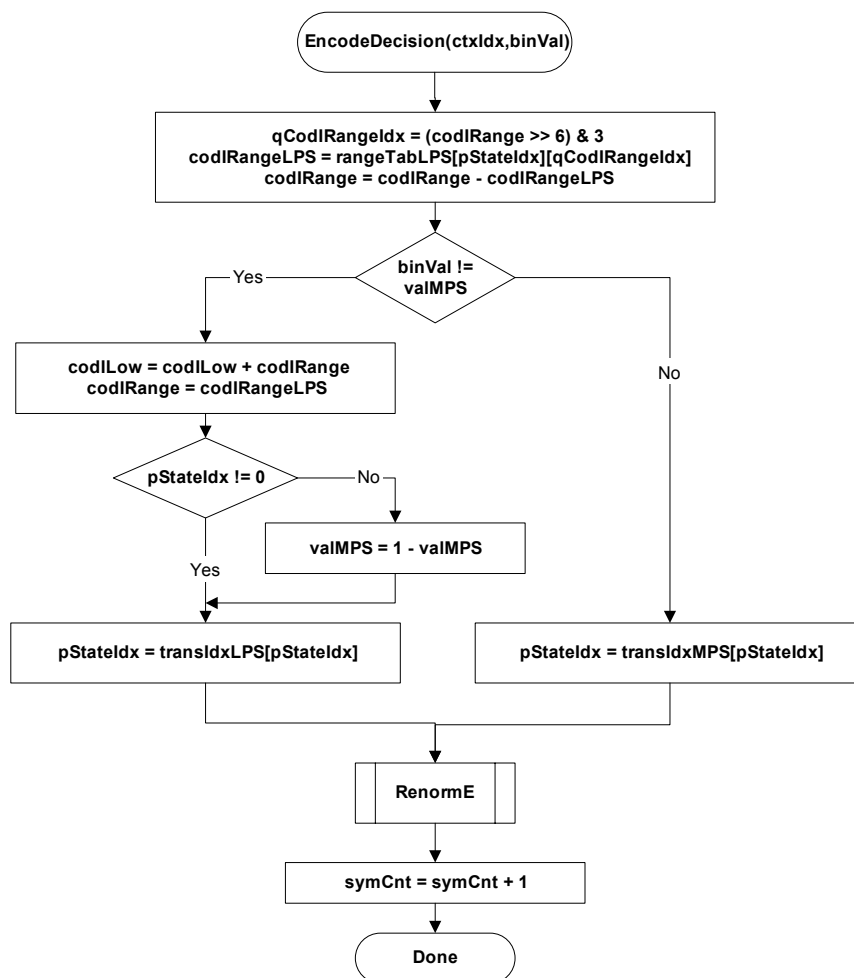 EncodeDecision(ctxIdx,binVal)
qCodIRangeIdx = (codIRange >> 6) & 3
codIRangeLPS = rangeTabLPS[pStateIdx][qCodIRangeIdx]
codIRange = codIRange - codIRangeLPS
binVal !=
valMPS
Yes
No
codILow = codILow + codIRange
codIRange = codIRangeLPS
pStateIdx != 0
No
valMPS = 1 - valMPS
Yes
pStateIdx = transIdxLPS[pStateIdx]
pStateIdx = transIdxMPS[pStateIdx]
RenormE
symCnt = symCnt + 1
Done